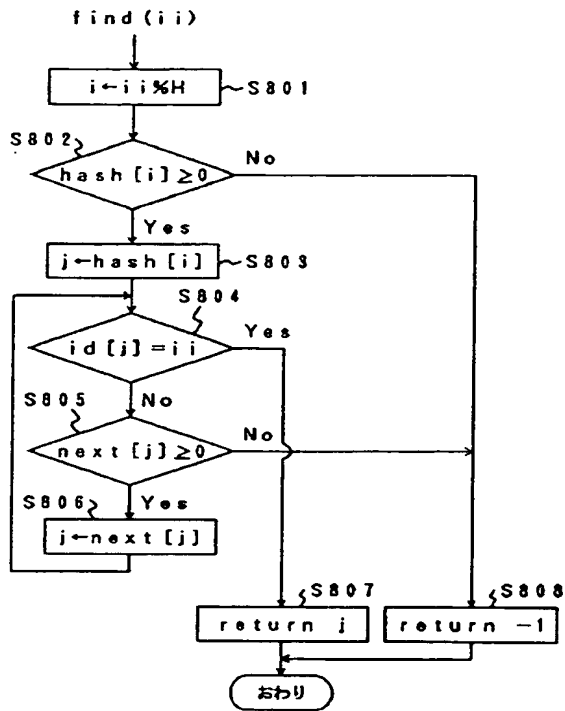 find(ii)
i←ii%H
S801
S802
hash[i]≥0
No
Yes
j←hash[i]
S803
S804
id[j]=ii
Yes
No
S805
next[j]≥0
No
Yes
S806
j←next[j]
S807
return j
S808
return -1
おわり